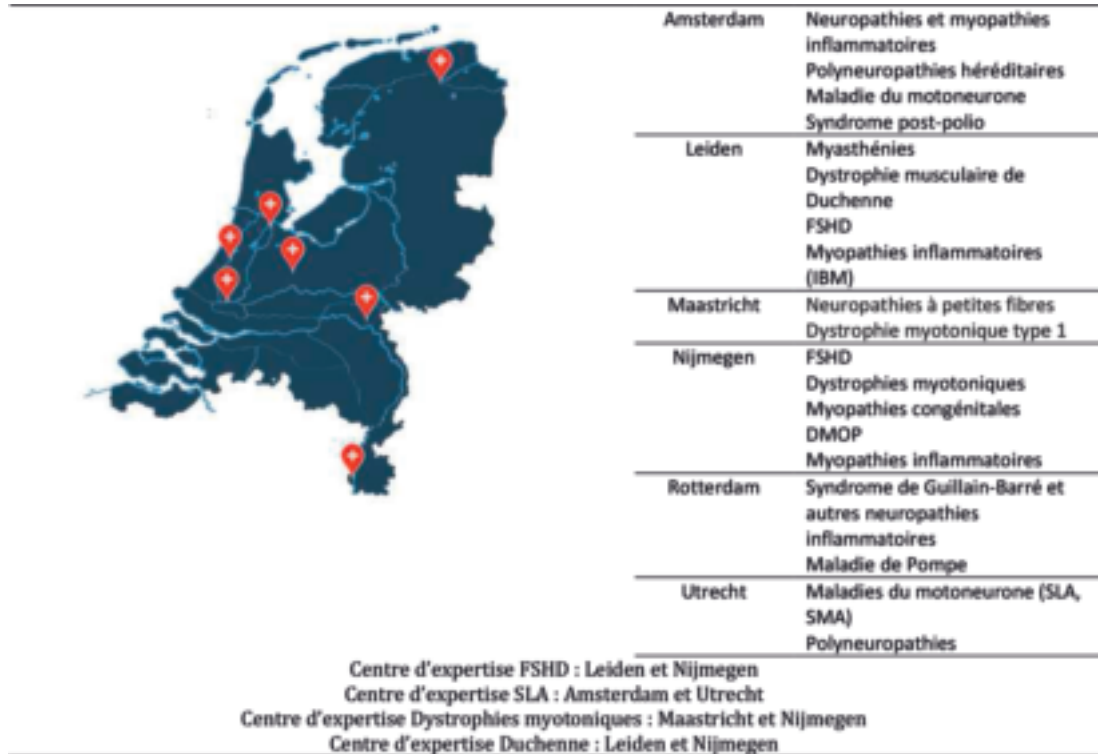 Amsterdam Neuropathies et myopathies
inflammatoires
Polyneuropathies héréditaires
Maladie du motoneurone
Syndrome post-polio
Leiden Myasthénies
Dystrophie musculaire de
Duchenne
FSHD
Myopathies inflammatoires
(IBM)
Maastricht Neuropathies à petites fibres
Dystrophie myotonique type 1
Nijmegen FSHD
Dystrophies myotoniques
Myopathies congénitales
DMOP
Myopathies inflammatoires
Rotterdam Syndrome de Guillain-Barré et
autres neuropathies
inflammatoires
Maladie de Pompe
Utrecht Maladies du motoneurone (SLA,
SMA)
Polyneuropathies
Centre d'expertise FSHD : Leiden et Nijmegen
Centre d'expertise SLA : Amsterdam et Utrecht
Centre d'expertise Dystrophies myotoniques : Maastricht et Nijmegen
Centre d'expertise Duchenne : Leiden et Nijmegen